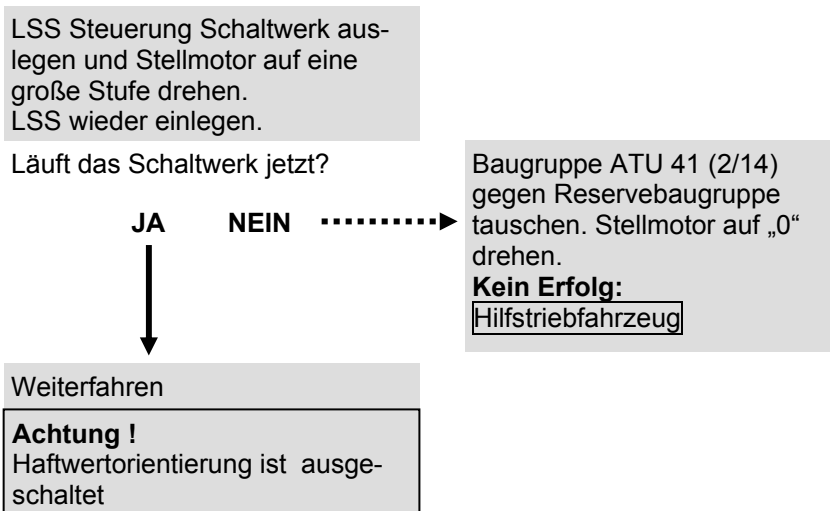 LSS Steuerung Schaltwerk aus-
legen und Stellmotor auf eine
große Stufe drehen.
LSS wieder einlegen.
Läuft das Schaltwerk jetzt?
JA NEIN
Baugruppe ATU 41 (2/14)
gegen Reservebaugruppe
tauschen. Stellmotor auf „0“
drehen.
Kein Erfolg:
Hilfstriebfahrzeug
Weiterfahren
Achtung !
Haftwertorientierung ist ausge-
schaltet